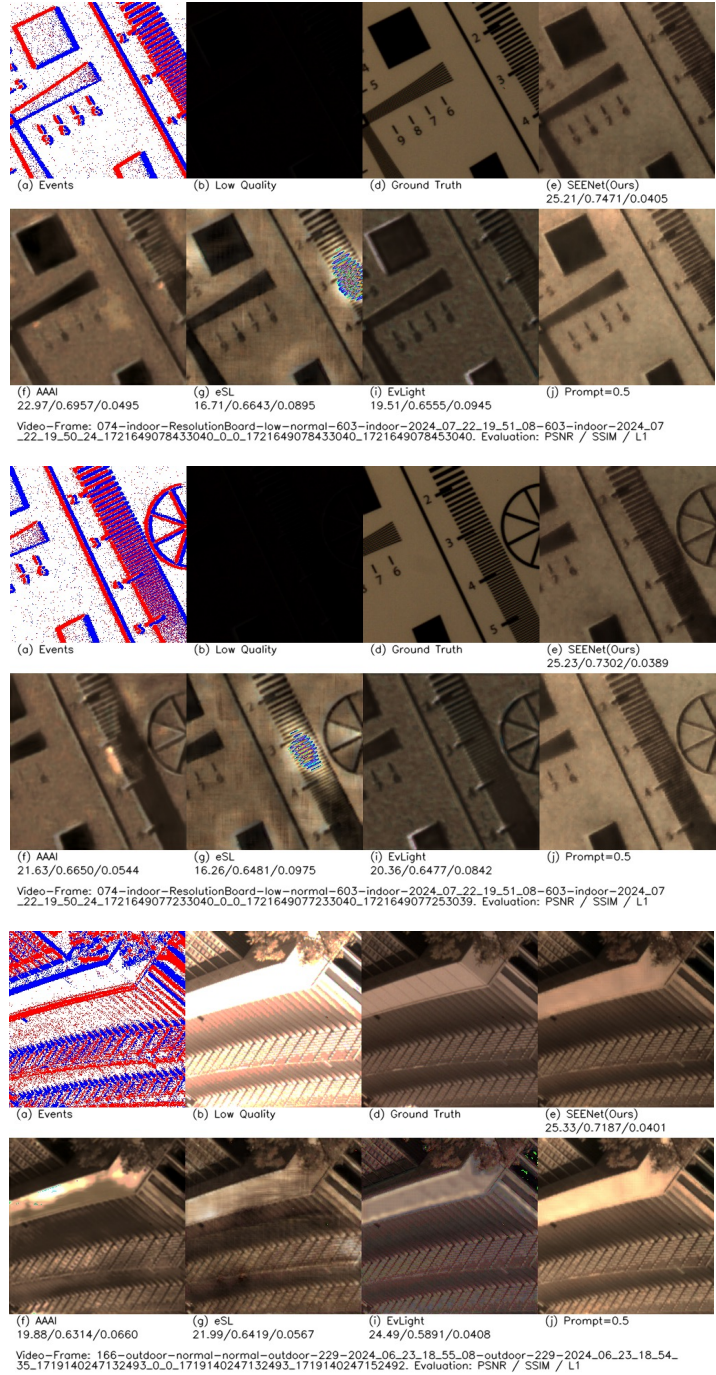 (a) Events
(b) Low Quality
(d) Ground Truth
(e) SEENet(Ours)
25.21/0.7471/0.0405
(f) AAAI
22.97/0.6957/0.0495
(g) eSL
16.71/0.6643/0.0895
(i) EvLight
19.51/0.6555/0.0945
(j) Prompt=0.5
Video-Frame: 074-indoor-ResolutionBoard-low-normal-603-indoor-2024_07_22_19_51_08-603-indoor-2024_07
_22_19_50_24_1721649078433040_0_0_1721649078433040_1721649078453040. Evaluation: PSNR / SSIM / L1
(a) Events
(b) Low Quality
(d) Ground Truth
(e) SEENet(Ours)
25.23/0.7302/0.0389
(f) AAAI
21.63/0.6650/0.0544
(g) eSL
16.26/0.6481/0.0975
(i) EvLight
20.36/0.6477/0.0842
(j) Prompt=0.5
Video-Frame: 074-indoor-ResolutionBoard-low-normal-603-indoor-2024_07_22_19_51_08-603-indoor-2024_07
_22_19_50_24_1721649077233040_0_0_1721649077233040_1721649077253039. Evaluation: PSNR / SSIM / L1
(a) Events
(b) Low Quality
(d) Ground Truth
(e) SEENet(Ours)
25.33/0.7187/0.0401
(f) AAAI
19.88/0.6314/0.0660
(g) eSL
21.99/0.6419/0.0567
(i) EvLight
24.49/0.5891/0.0408
(j) Prompt=0.5
Video-Frame: 166-outdoor-normal-normal-outdoor-229-2024_06_23_18_55_08-outdoor-229-2024_06_23_18_54_
35_1719140247132493_0_0_1719140247132493_1719140247152492. Evaluation: PSNR / SSIM / L1